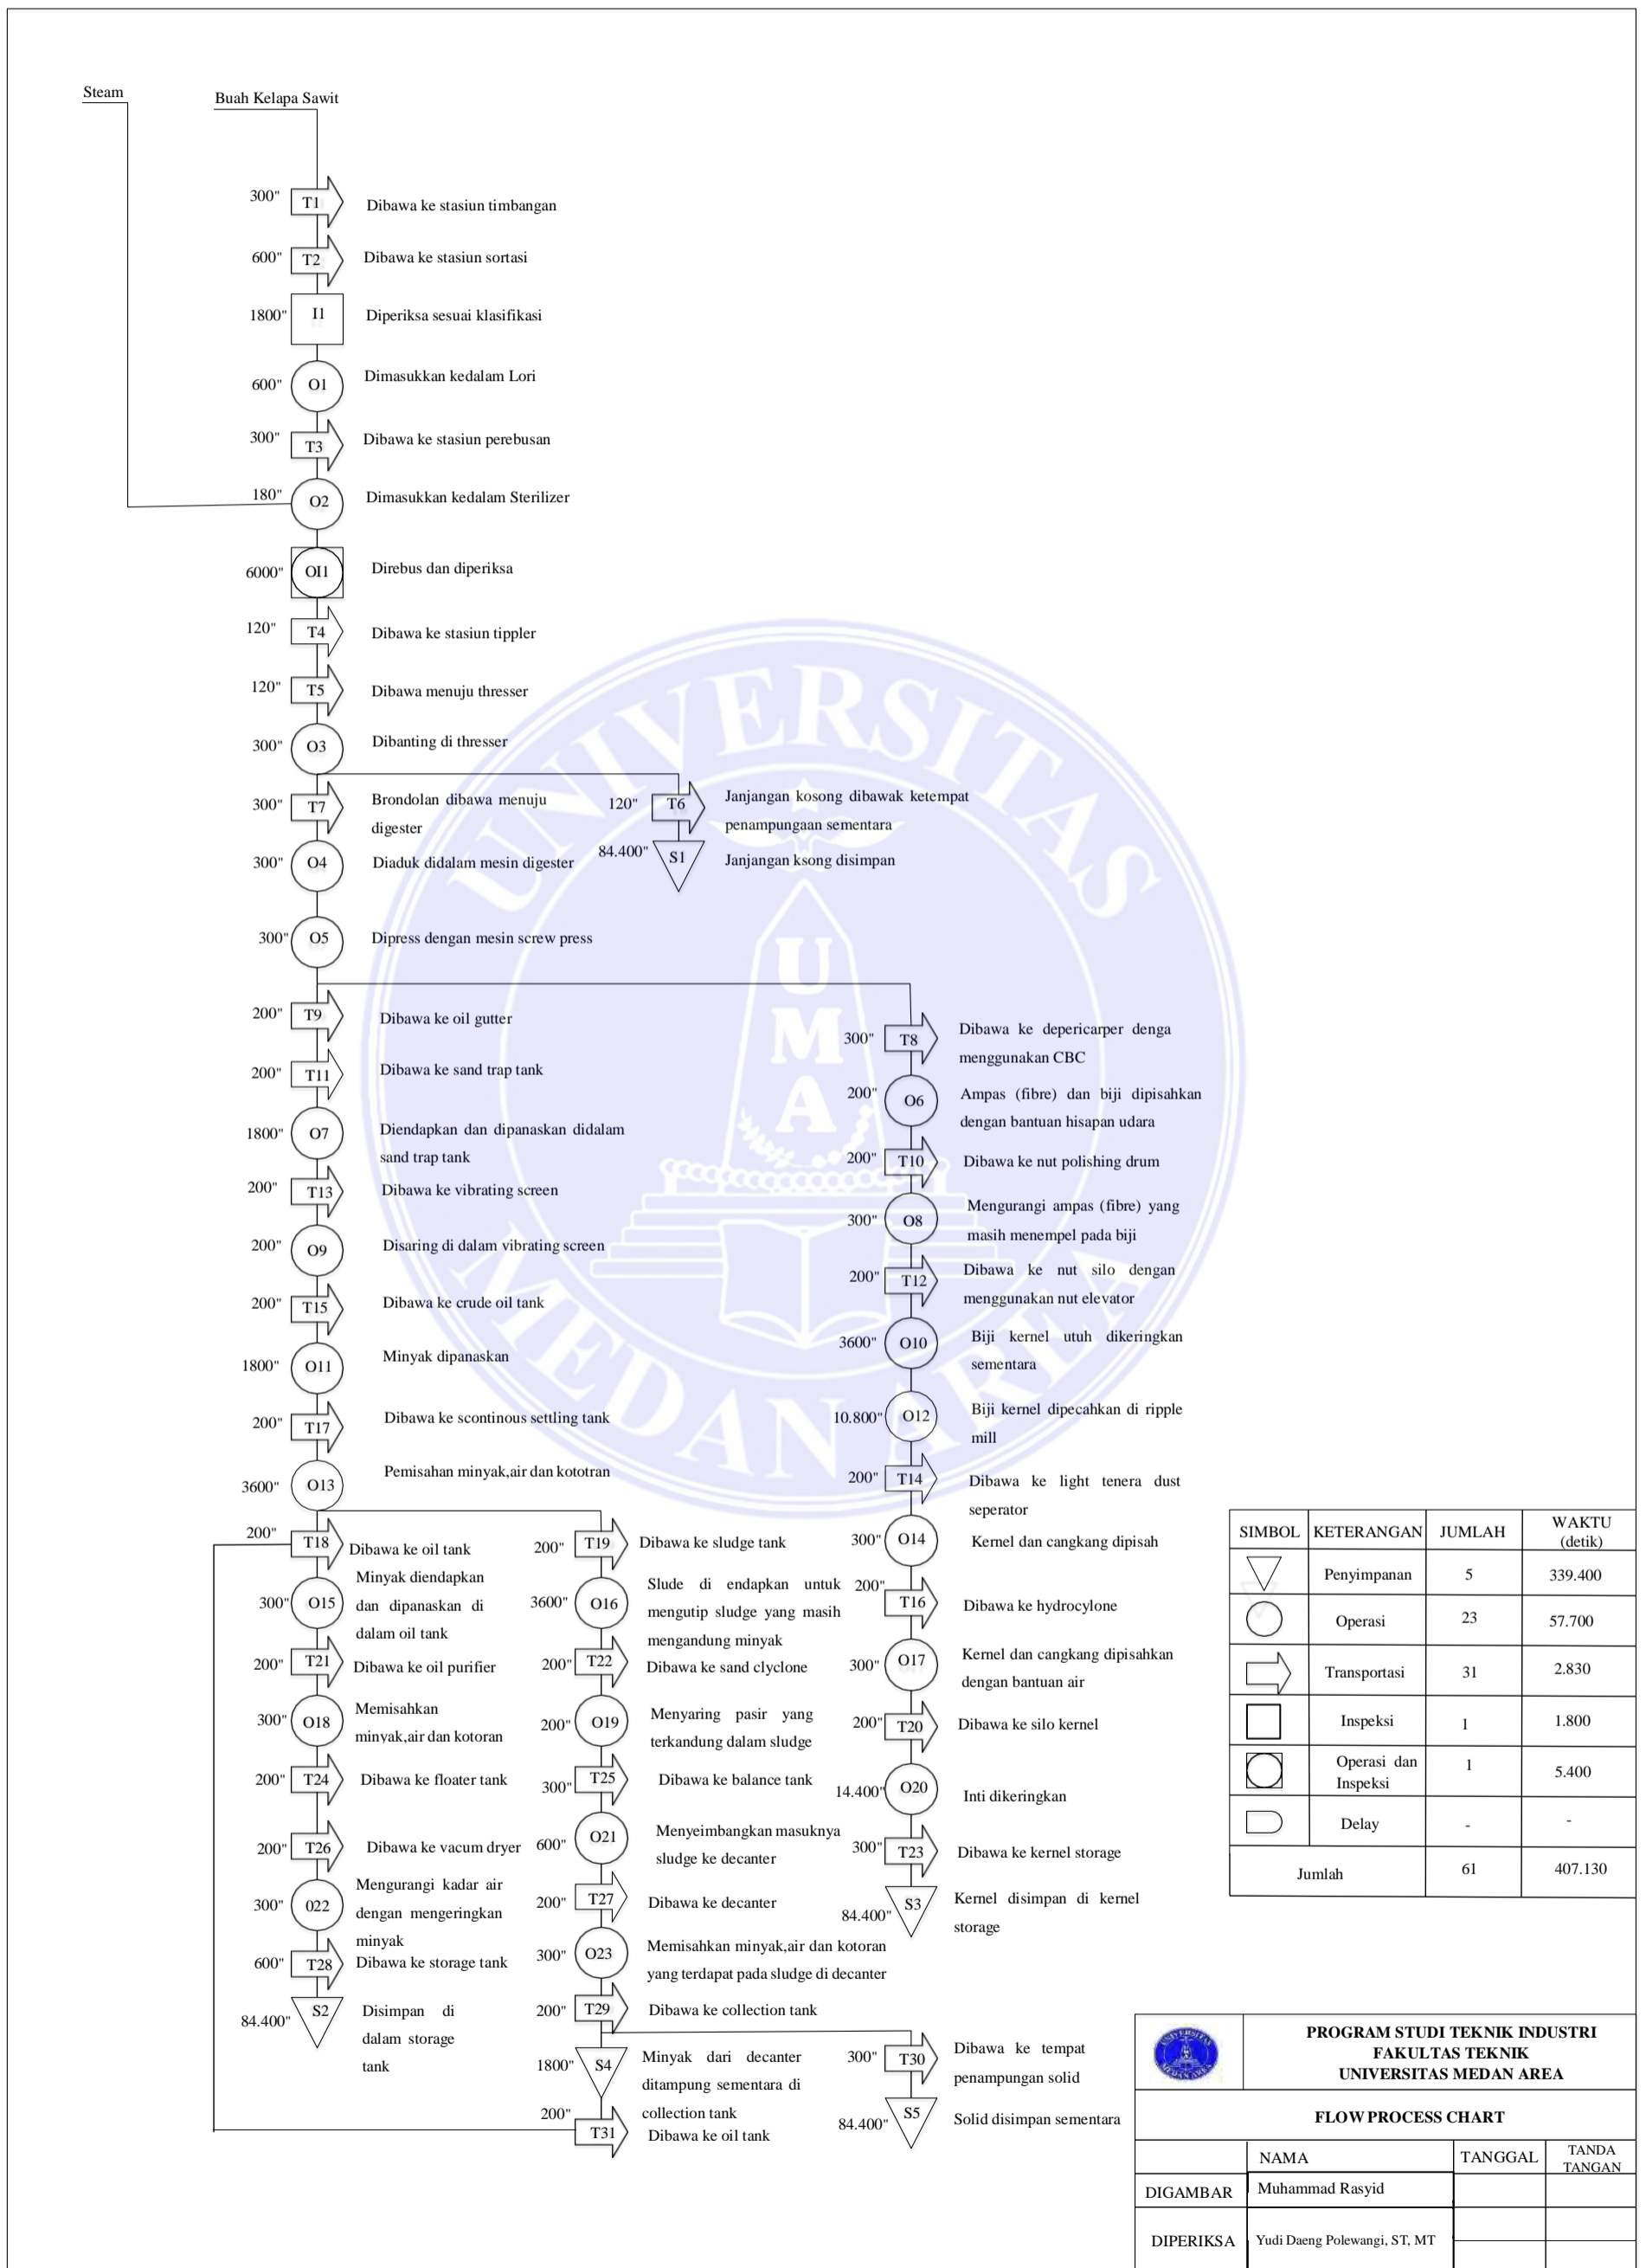 Steam
Buah Kelapa Sawit
300"
T1
Dibawa ke stasiun timbangan
600"
T2
Dibawa ke stasiun sortasi
1800"
I1
Diperiksa sesuai klasifikasi
600"
O1
Dimasukkan kedalam Lori
300"
T3
Dibawa ke stasiun perebusan
180"
O2
Dimasukkan kedalam Sterilizer
6000"
OI1
Direbus dan diperiksa
120"
T4
Dibawa ke stasiun tippler
120"
T5
Dibawa menuju thresser
300"
O3
Dibanting di thresser
300"
T7
Brondolan dibawa menuju
digester
120"
T6
Janjangan kosong dibawak ketempat
penampungaan sementara
300"
O4
Diaduk didalam mesin digester
84.400"
S1
Janjangan ksong disimpan
300"
O5
Dipress dengan mesin screw press
200"
T9
Dibawa ke oil gutter
200"
T11
Dibawa ke sand trap tank
1800"
O7
Diendapkan dan dipanaskan didalam
sand trap tank
200"
T13
Dibawa ke vibrating screen
200"
O9
Disaring di dalam vibrating screen
200"
T15
Dibawa ke crude oil tank
1800"
O11
Minyak dipanaskan
200"
T17
Dibawa ke scontinous settling tank
3600"
O13
Pemisahan minyak,air dan kototran
300"
T8
Dibawa ke depericarper denga
menggunakan CBC
200"
O6
Ampas (fibre) dan biji dipisahkan
dengan bantuan hisapan udara
200"
T10
Dibawa ke nut polishing drum
300"
O8
Mengurangi ampas (fibre) yang
masih menempel pada biji
200"
T12
Dibawa ke nut silo dengan
menggunakan nut elevator
3600"
O10
Biji kernel utuh dikeringkan
sementara
10.800"
O12
Biji kernel dipecahkan di ripple
mill
200"
T14
Dibawa ke light tenera dust
seperator
300"
O14
Kernel dan cangkang dipisah
200"
T16
Dibawa ke hydrocylone
300"
O17
Kernel dan cangkang dipisahkan
dengan bantuan air
200"
T20
Dibawa ke silo kernel
14.400"
O20
Inti dikeringkan
300"
T23
Dibawa ke kernel storage
84.400"
S3
Kernel disimpan di kernel
storage
200"
T18
Dibawa ke oil tank
300"
O15
Minyak diendapkan
dan dipanaskan di
dalam oil tank
200"
T21
Dibawa ke oil purifier
300"
O18
Memisahkan
minyak,air dan kotoran
200"
T24
Dibawa ke floater tank
200"
T26
Dibawa ke vacum dryer
300"
022
Mengurangi kadar air
dengan mengeringkan
minyak
600"
T28
Dibawa ke storage tank
84.400"
S2
Disimpan di
dalam storage
tank
200"
T19
Dibawa ke sludge tank
3600"
O16
Slude di endapkan untuk
mengutip sludge yang masih
mengandung minyak
200"
T22
Dibawa ke sand clyclone
200"
O19
Menyaring pasir yang
terkandung dalam sludge
300"
T25
Dibawa ke balance tank
600"
O21
Menyeimbangkan masuknya
sludge ke decanter
200"
T27
Dibawa ke decanter
300"
O23
Memisahkan minyak,air dan kotoran
yang terdapat pada sludge di decanter
200"
T29
Dibawa ke collection tank
1800"
S4
Minyak dari decanter
ditampung sementara di
collection tank
200"
T31
Dibawa ke oil tank
300"
T30
Dibawa ke tempat
penampungan solid
84.400"
S5
Solid disimpan sementara
UNIVERSITAS
UMA
MEDAN AREA
SIMBOL KETERANGAN JUMLAH WAKTU
(detik)
Penyimpanan 5 339.400
Operasi 23 57.700
Transportasi 31 2.830
Inspeksi 1 1.800
Operasi dan
Inspeksi 1 5.400
Delay - -
Jumlah 61 407.130
UNIVERSITAS
MEDAN AREA
PROGRAM STUDI TEKNIK INDUSTRI
FAKULTAS TEKNIK
UNIVERSITAS MEDAN AREA
FLOW PROCESS CHART
NAMA TANGGAL TANDA
TANGAN
DIGAMBAR Muhammad Rasyid
DIPERIKSA Yudi Daeng Polewangi, ST, MT